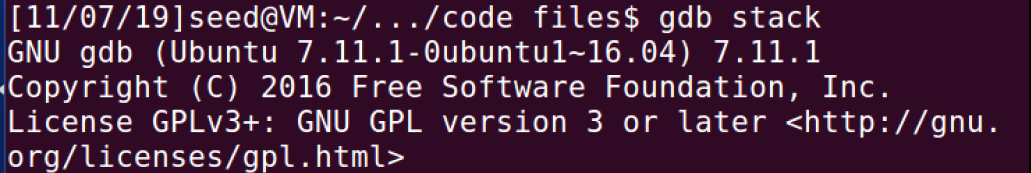 [11/07/19]seed@VM:~/.../code files$ gdb stack
GNU gdb (Ubuntu 7.11.1-0ubuntu1~16.04) 7.11.1
Copyright (C) 2016 Free Software Foundation, Inc.
License GPLv3+: GNU GPL version 3 or later <http://gnu.
org/licenses/gpl.html>